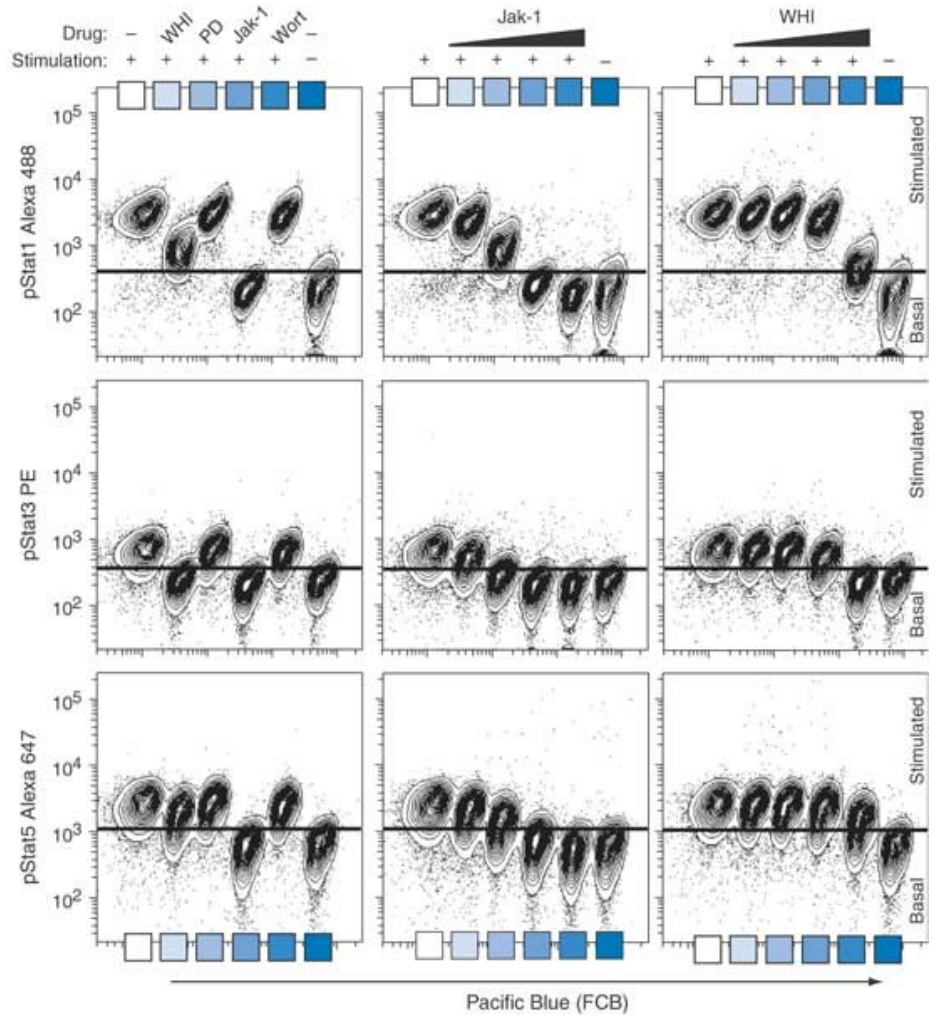 Drug: – WHI PD Jak-1 Wort –
Stimulation: + + + + + –
Jak-1
+ + + + + –
WHI
+ + + + + –
pStat1 Alexa 488
10⁵
10⁴
10³
10²
Stimulated
Basal
pStat3 PE
10⁵
10⁴
10³
10²
Stimulated
Basal
pStat5 Alexa 647
10⁵
10⁴
10³
10²
Stimulated
Basal
Pacific Blue (FCB)